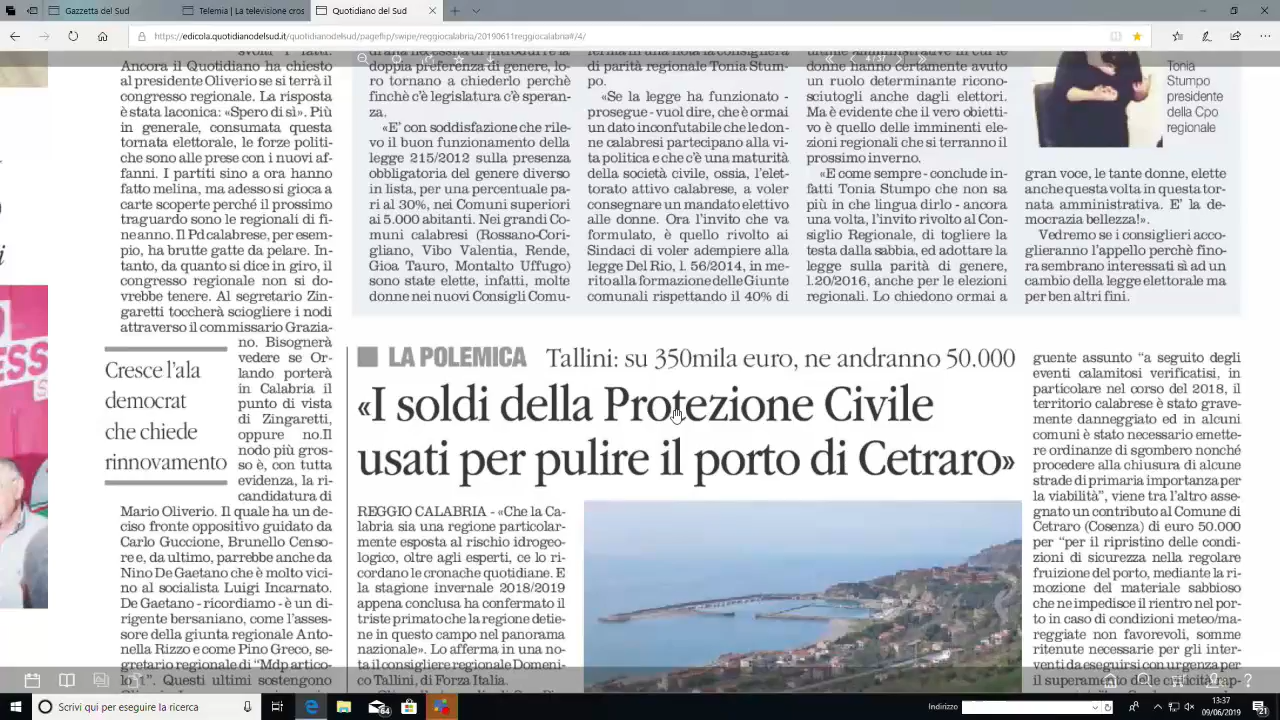 Gazzetta del Sud
Quotidiano del Sud
https://edicola.quotidianodelsud.it/quotidianodelsud/pageflip/swipe/reggiocalabria/20190611reggiocalabria#/4/
4 / 37
Ancora il Quotidiano ha chiesto
al presidente Oliverio se si terrà il
congresso regionale. La risposta
è stata laconica: «Spero di sì». Più
in generale, consumata questa
tornata elettorale, le forze politi-
che sono alle prese con i nuovi af-
fanni. I partiti sino a ora hanno
fatto melina, ma adesso si gioca a
carte scoperte perché il prossimo
traguardo sono le regionali di fi-
ne anno. Il Pd calabrese, per esem-
pio, ha brutte gatte da pelare. In-
tanto, da quanto si dice in giro, il
congresso regionale non si do-
vrebbe tenere. Al segretario Zin-
garetti toccherà sciogliere i nodi
attraverso il commissario Grazia-
no. Bisognerà
vedere se Or-
lando porterà
in Calabria il
punto di vista
di Zingaretti,
oppure no.Il
nodo più gros-
so è, con tutta
evidenza, la ri-
candidatura di
Cresce l'ala
democrat
che chiede
rinnovamento
Mario Oliverio. Il quale ha un de-
ciso fronte oppositivo guidato da
Carlo Guccione, Brunello Censo-
re e, da ultimo, parrebbe anche da
Nino De Gaetano che è molto vici-
no al socialista Luigi Incarnato.
De Gaetano - ricordiamo - è un di-
rigente bersaniano, come l'asses-
sore della giunta regionale Anto-
nella Rizzo e come Pino Greco, se-
gretario regionale di "Mdp artico-
lo 1". Questi ultimi sostengono
doppia preferenza di genere, lo-
ro tornano a chiederlo perchè
finchè c'è legislatura c'è speran-
za.
«E' con soddisfazione che rile-
vo il buon funzionamento della
legge 215/2012 sulla presenza
obbligatoria del genere diverso
in lista, per una percentuale pa-
ri al 30%, nei Comuni superiori
ai 5.000 abitanti. Nei grandi Co-
muni calabresi (Rossano-Cori-
gliano, Vibo Valentia, Rende,
Gioa Tauro, Montalto Uffugo)
sono state elette, infatti, molte
donne nei nuovi Consigli Comu-
ferma in una nota la consigliera
di parità regionale Tonia Stum-
po.
«Se la legge ha funzionato -
prosegue - vuol dire, che è ormai
un dato inconfutabile che le don-
ne calabresi partecipano alla vi-
ta politica e che c'è una maturità
della società civile, ossia, l'elet-
torato attivo calabrese, a voler
consegnare un mandato elettivo
alle donne. Ora l'invito che va
formulato, è quello rivolto ai
Sindaci di voler adempiere alla
legge Del Rio, l. 56/2014, in me-
rito alla formazione delle Giunte
comunali rispettando il 40% di
ultime amministrative in cui le
donne hanno certamente avuto
un ruolo determinante ricono-
sciutogli anche dagli elettori.
Ma è evidente che il vero obietti-
vo è quello delle imminenti ele-
zioni regionali che si terranno il
prossimo inverno.
«E come sempre - conclude in-
fatti Tonia Stumpo che non sa
più in che lingua dirlo - ancora
una volta, l'invito rivolto al Con-
siglio Regionale, di togliere la
testa dalla sabbia, ed adottare la
legge sulla parità di genere,
l.20/2016, anche per le elezioni
regionali. Lo chiedono ormai a
Tonia
Stumpo
presidente
della Cpo
regionale
gran voce, le tante donne, elette
anche questa volta in questa tor-
nata amministrativa. E' la de-
mocrazia bellezza!».
Vedremo se i consiglieri acco-
glieranno l'appello perchè fino-
ra sembrano interessati sì ad un
cambio della legge elettorale ma
per ben altri fini.
LA POLEMICA Tallini: su 350mila euro, ne andranno 50.000
«I soldi della Protezione Civile
usati per pulire il porto di Cetraro»
REGGIO CALABRIA - «Che la Ca-
labria sia una regione particolar-
mente esposta al rischio idrogeo-
logico, oltre agli esperti, ce lo ri-
cordano le cronache quotidiane. E
la stagione invernale 2018/2019
appena conclusa ha confermato il
triste primato che la regione detie-
ne in questo campo nel panorama
nazionale». Lo afferma in una no-
ta il consigliere regionale Domeni-
co Tallini, di Forza Italia.
guente assunto "a seguito degli
eventi calamitosi verificatisi, in
particolare nel corso del 2018, il
territorio calabrese è stato grave-
mente danneggiato ed in alcuni
comuni è stato necessario emette-
re ordinanze di sgombero nonché
procedere alla chiusura di alcune
strade di primaria importanza per
la viabilità", viene tra l'altro asse-
gnato un contributo al Comune di
Cetraro (Cosenza) di euro 50.000
per "per il ripristino delle condi-
zioni di sicurezza nella regolare
fruizione del porto, mediante la ri-
mozione del materiale sabbioso
che ne impedisce il rientro nel por-
to in caso di condizioni meteo/ma-
reggiate non favorevoli, somme
ritenute necessarie per gli inter-
venti da eseguirsi con urgenza per
il superamento delle criticità rap-
ESS
i
Scrivi qui per eseguire la ricerca
64
Indirizzo
13:37
09/06/2019
21